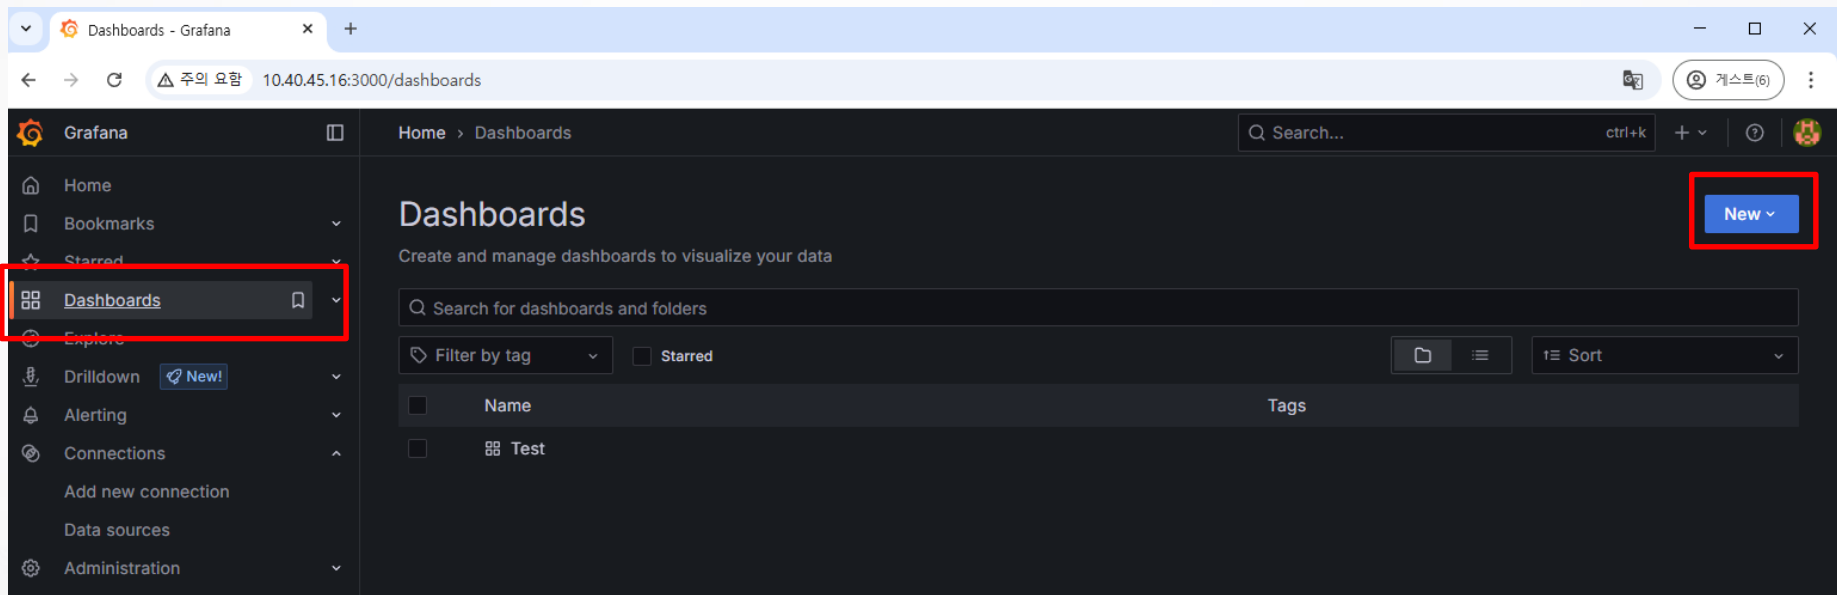 Dashboards - Grafana
주의 요함 10.40.45.16:3000/dashboards 게스트(6)
Grafana
Home › Dashboards
Search... ctrl+k
Home
Bookmarks
Starred
Dashboards
Explore
Drilldown New!
Alerting
Connections
Add new connection
Data sources
Administration
Dashboards
New
Create and manage dashboards to visualize your data
Search for dashboards and folders
Filter by tag Starred Sort
Name Tags
Test